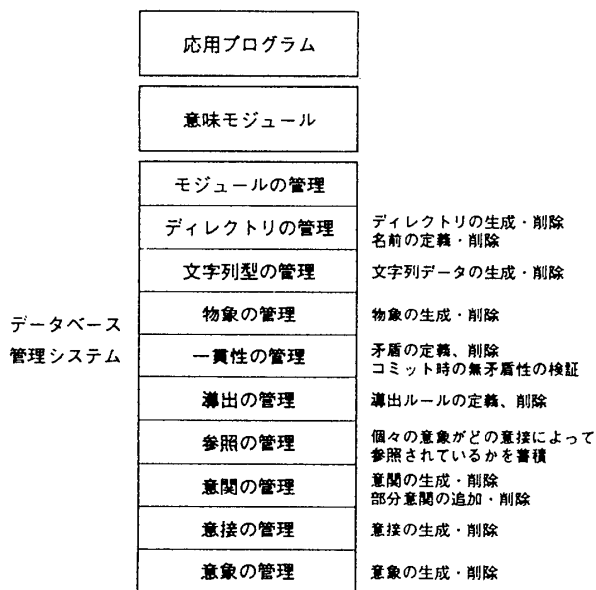 応用プログラム
意味モジュール
モジュールの管理
ディレクトリの管理
ディレクトリの生成・削除
名前の定義・削除
文字列型の管理
文字列データの生成・削除
データベース
管理システム
物象の管理
物象の生成・削除
一貫性の管理
矛盾の定義、削除
コミット時の無矛盾性の検証
導出の管理
導出ルールの定義、削除
参照の管理
個々の意象がどの意接によって
参照されているかを蓄積
意関の管理
意関の生成・削除
部分意関の追加・削除
意接の管理
意接の生成・削除
意象の管理
意象の生成・削除